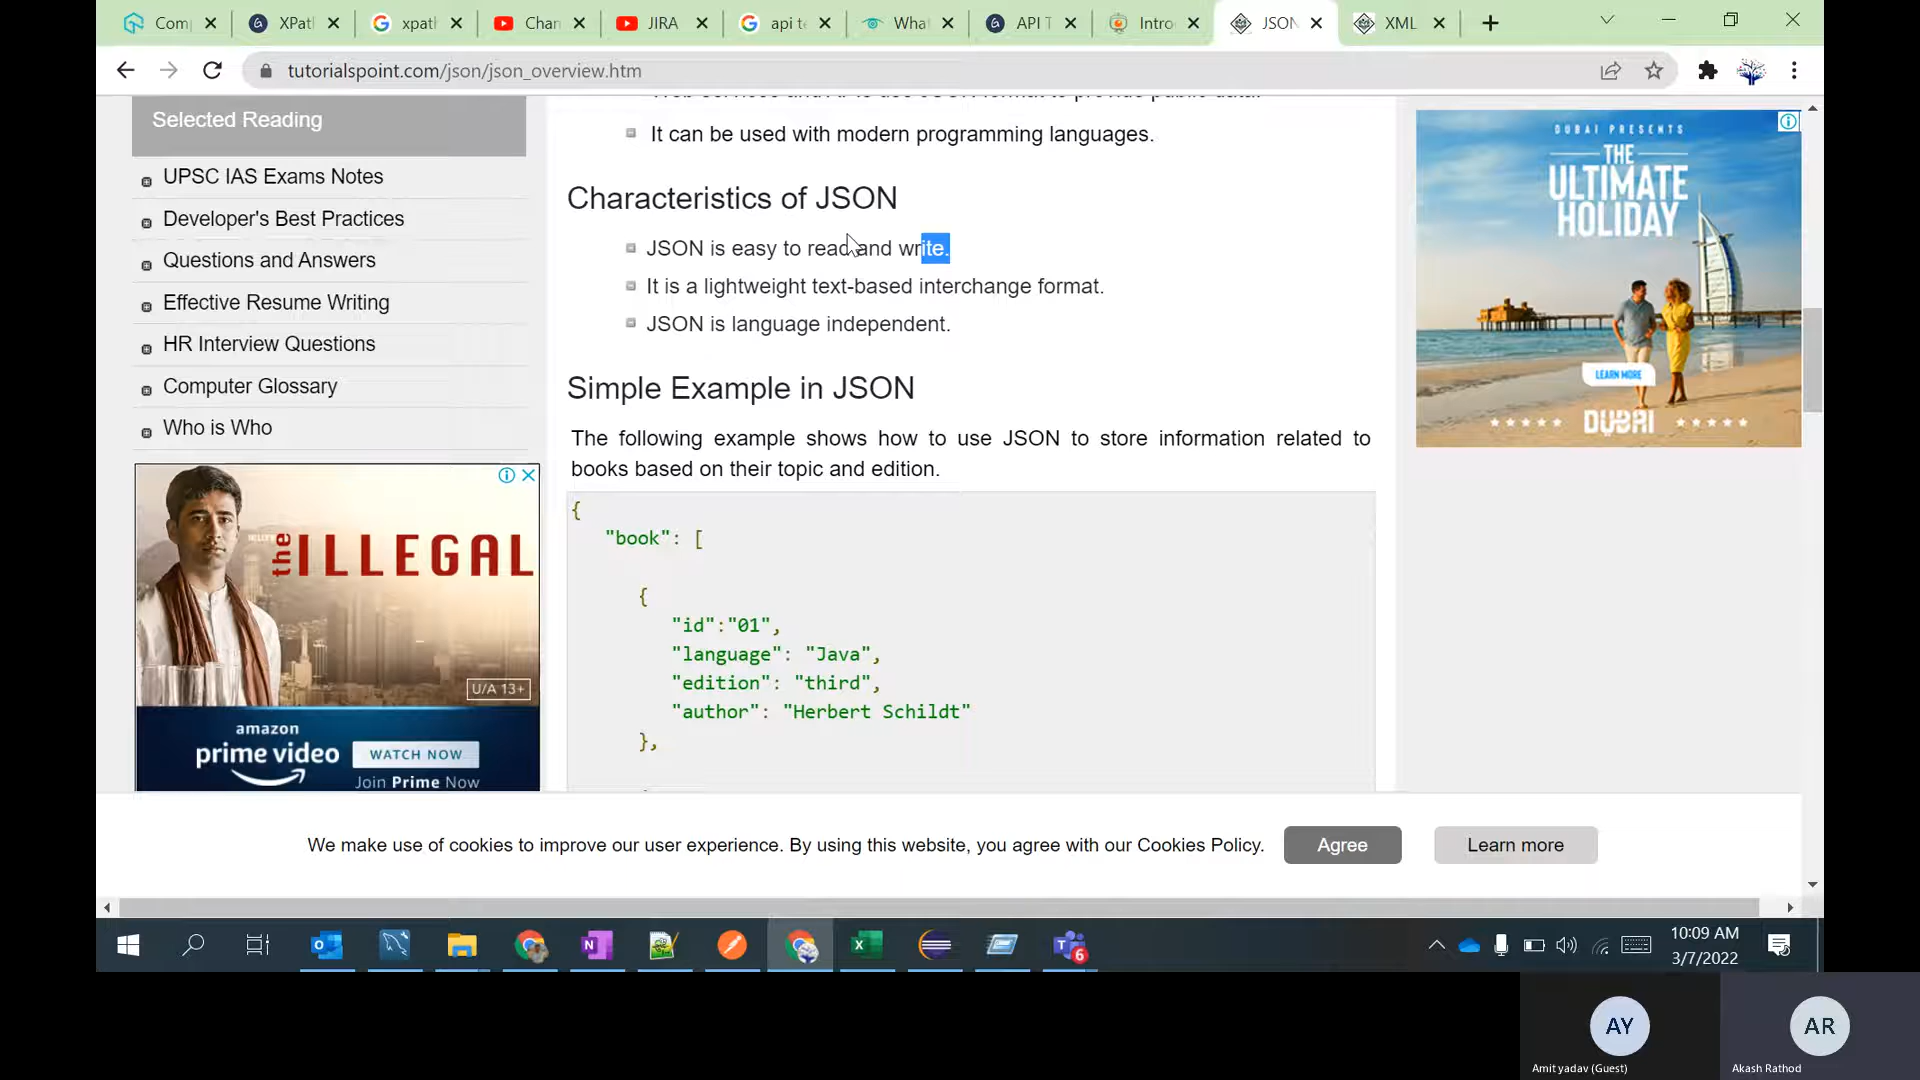 Com
XPat
xpath
Chan
JIRA
api te
Wha
API T
Intro
JSON
XML
tutorialspoint.com/json/json_overview.htm
Selected Reading
UPSC IAS Exams Notes
Developer's Best Practices
Questions and Answers
Effective Resume Writing
HR Interview Questions
Computer Glossary
Who is Who
the ILLEGAL
U/A 13+
amazon
prime video
WATCH NOW
Join Prime Now
It can be used with modern programming languages.
Characteristics of JSON
JSON is easy to read and write.
It is a lightweight text-based interchange format.
JSON is language independent.
Simple Example in JSON
The following example shows how to use JSON to store information related to
books based on their topic and edition.
{
"book": [
{
"id":"01",
"language": "Java",
"edition": "third",
"author": "Herbert Schildt"
},
DUBAI PRESENTS
THE
ULTIMATE
HOLIDAY
LEARN MORE
DUBAI
We make use of cookies to improve our user experience. By using this website, you agree with our Cookies Policy.
Agree
Learn more
10:09 AM
3/7/2022
6
AY
AR
Amit yadav (Guest)
Akash Rathod